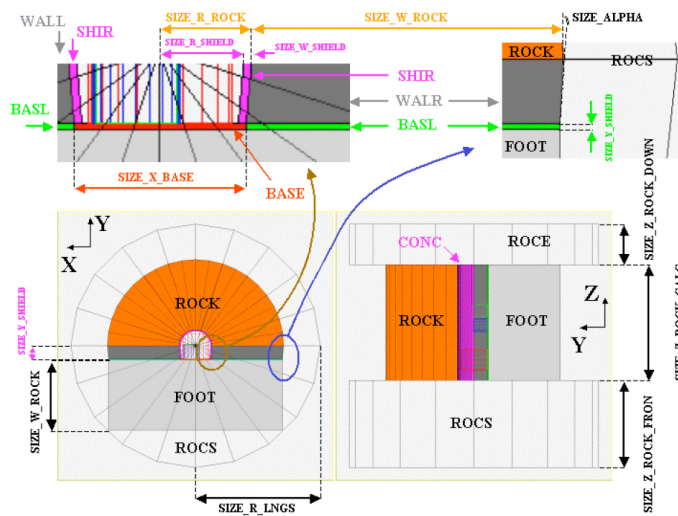 SIZE_R_ROCK
SIZE_W_ROCK
SIZE_ALPHA
WALL
SHIR
SIZE_R_SHIELD
SIZE_W_SHIELD
ROCK
ROCS
SHIR
BASL
WALR
BASL
SIZE_Y_SHIELD
FOOT
SIZE_X_BASE
BASE
SIZE_Z_ROCK_DOWN
Y
X
CONC
ROCE
ROCK
Z
Y
ROCK
FOOT
SIZE_Y_SHIELD
FOOT
SIZE_W_ROCK
ROCS
ROCS
SIZE_Z_ROCK_FRON
SIZE_R_LNGS